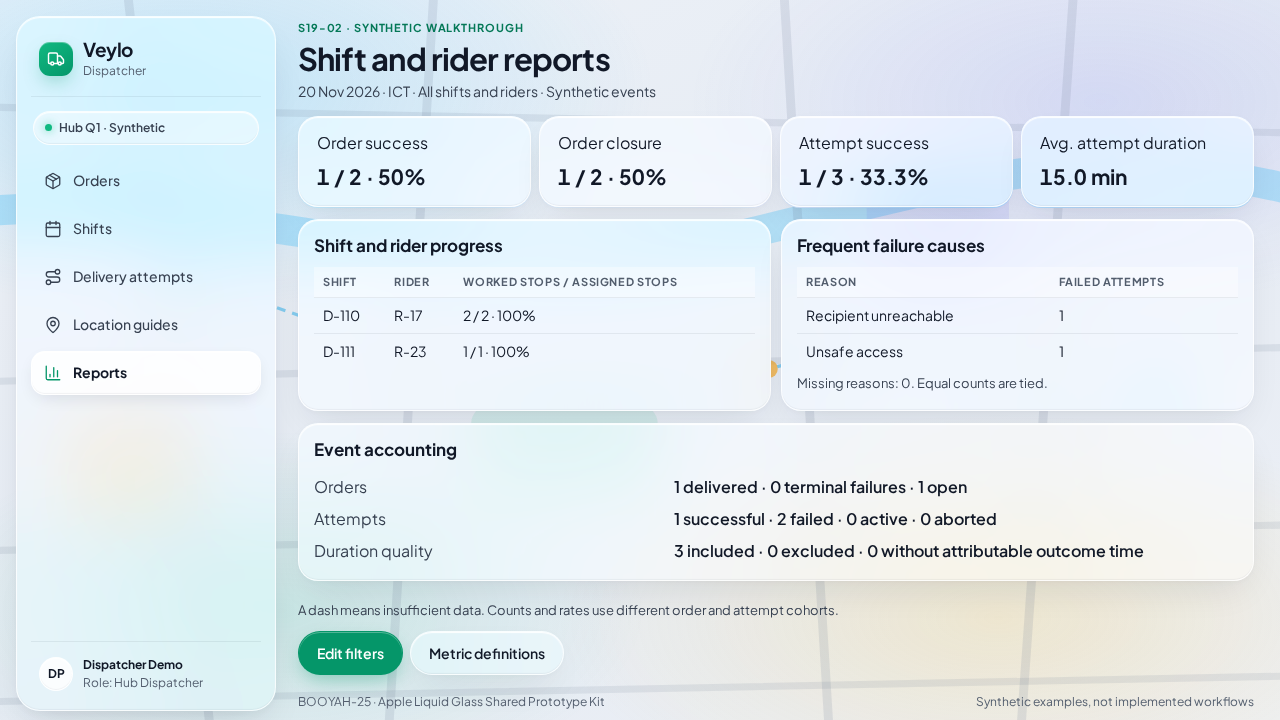 Veylo
Dispatcher
Hub Q1 · Synthetic
Orders
Shifts
Delivery attempts
Location guides
Reports
DP
Dispatcher Demo
Role: Hub Dispatcher
S19-02 · SYNTHETIC WALKTHROUGH
Shift and rider reports
20 Nov 2026 · ICT · All shifts and riders · Synthetic events
Order success
1 / 2 · 50%
Order closure
1 / 2 · 50%
Attempt success
1 / 3 · 33.3%
Avg. attempt duration
15.0 min
Shift and rider progress
SHIFT RIDER WORKED STOPS / ASSIGNED STOPS
D-110 R-17 2 / 2 · 100%
D-111 R-23 1 / 1 · 100%
Frequent failure causes
REASON FAILED ATTEMPTS
Recipient unreachable 1
Unsafe access 1
Missing reasons: 0. Equal counts are tied.
Event accounting
Orders 1 delivered · 0 terminal failures · 1 open
Attempts 1 successful · 2 failed · 0 active · 0 aborted
Duration quality 3 included · 0 excluded · 0 without attributable outcome time
A dash means insufficient data. Counts and rates use different order and attempt cohorts.
Edit filters
Metric definitions
BOOYAH-25 · Apple Liquid Glass Shared Prototype Kit
Synthetic examples, not implemented workflows